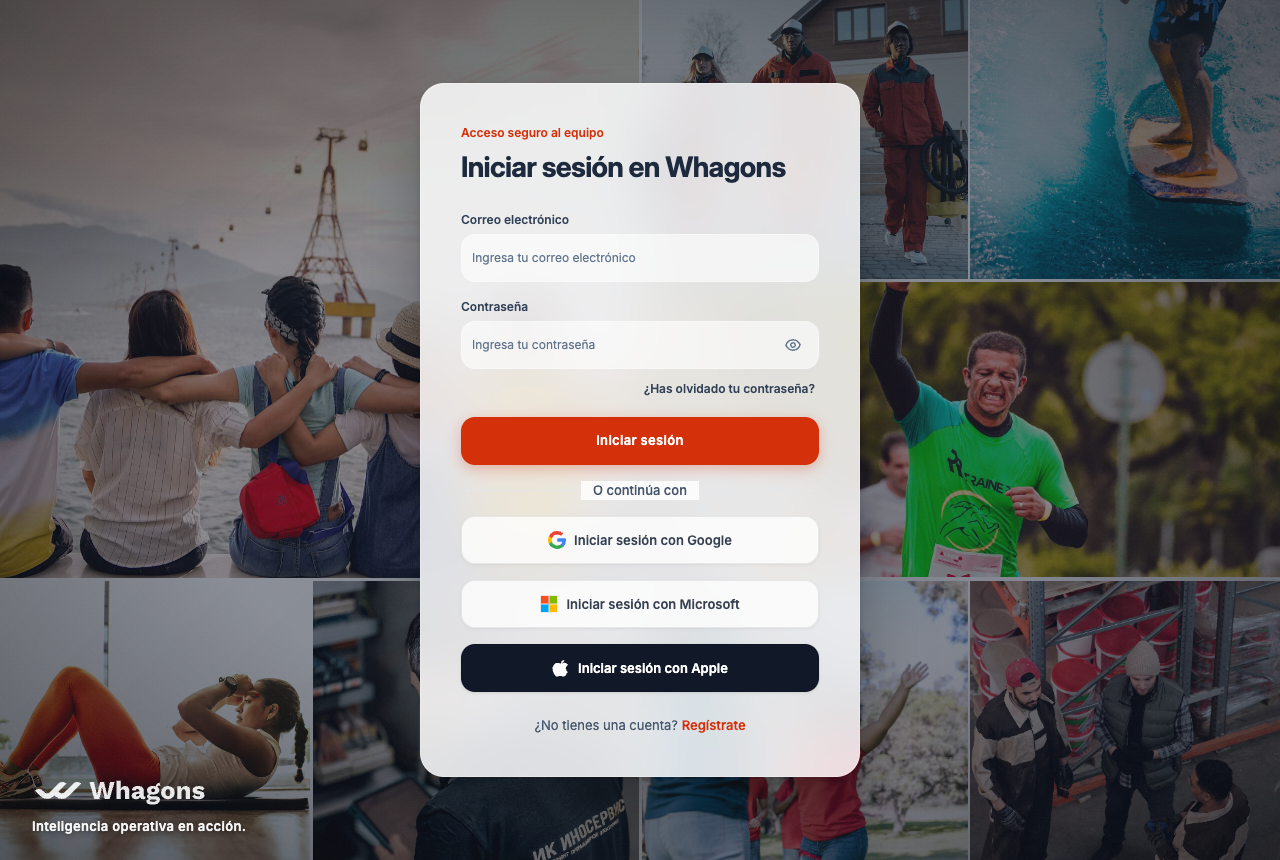 Acceso seguro al equipo
Iniciar sesión en Whagons
Correo electrónico
Ingresa tu correo electrónico
Contraseña
Ingresa tu contraseña
¿Has olvidado tu contraseña?
Iniciar sesión
O continúa con
Iniciar sesión con Google
Iniciar sesión con Microsoft
Iniciar sesión con Apple
¿No tienes una cuenta? Regístrate
Whagons
Inteligencia operativa en acción.
ИК ИНОСЕРВИС